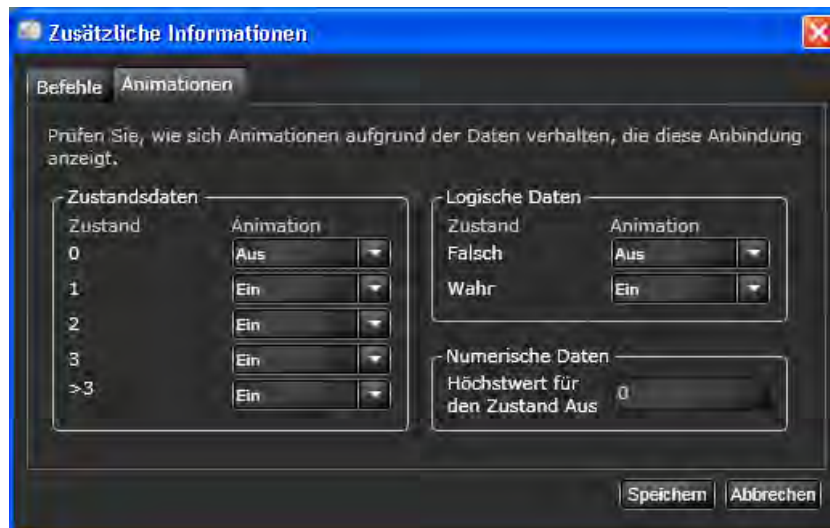 Zusätzliche Informationen
Befehle Animationen
Prüfen Sie, wie sich Animationen aufgrund der Daten verhalten, die diese Anbindung
anzeigt.
Zustandsdaten
Zustand Animation
0 Aus
1 Ein
2 Ein
3 Ein
>3 Ein
Logische Daten
Zustand Animation
Falsch Aus
Wahr Ein
Numerische Daten
Höchstwert für
den Zustand Aus 0
Speichern Abbrechen